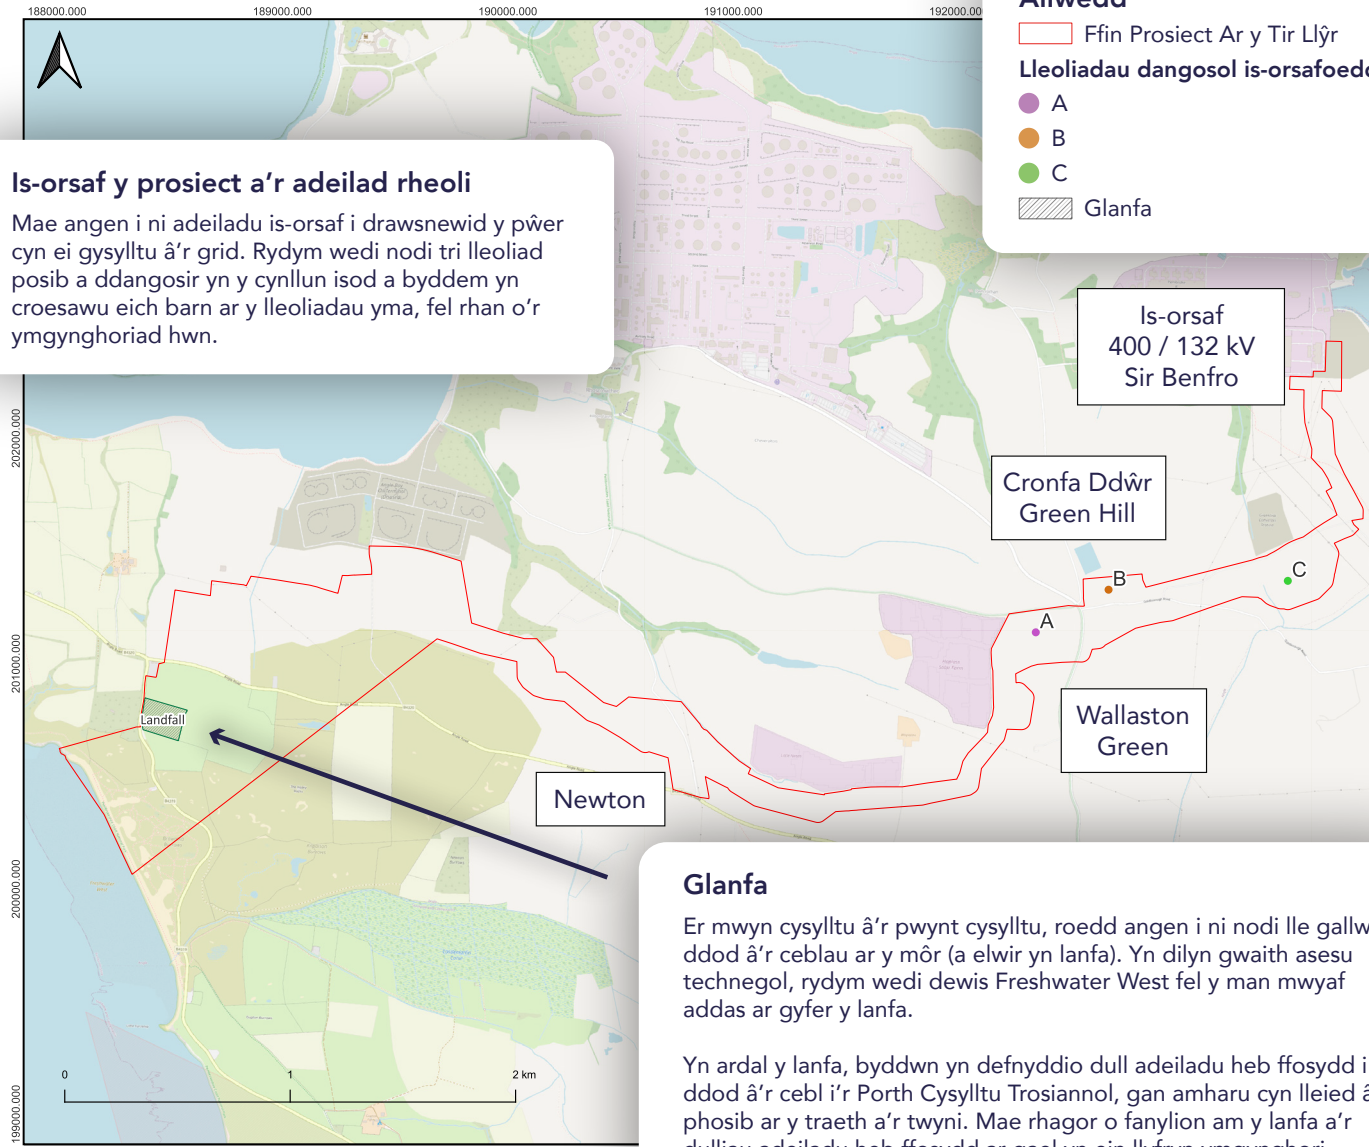 188000.000
189000.000
190000.000
191000.000
Allwedd
Ffin Prosiect Ar y Tir Llŷr
Lleoliadau dangosol
A
B
C
Glanfa
Is-orsaf y prosiect a'r adeilad rheoli
Mae angen i ni adeiladu is-orsaf i drawsnewid y pŵer
cyn ei gysylltu â'r grid. Rydym wedi nodi tri lleoliad
posib a ddangosir yn y cynllun isod a byddem yn
croesawu eich barn ar y lleoliadau yma, fel rhan o'r
ymgynghoriad hwn.
Is-orsaf
400 / 132 kV
Sir Benfro
202000.000
Cronfa Ddŵr
Green Hill
B
C
A
201000.000
Landfall
Wallaston
Green
Newton
200000.000
Glanfa
Er mwyn cysylltu â'r pwynt cysylltu, roedd angen i ni nodi lle
ddod â'r ceblau ar y môr (a elwir yn lanfa). Yn dilyn gwaith asesu
technegol, rydym wedi dewis Freshwater West fel y man mwyaf
addas ar gyfer y lanfa.
Yn ardal y lanfa, byddwn yn defnyddio dull adeiladu heb ffosydd i
ddod â'r cebl i'r Porth Cysylltu Trosiannol, gan amharu cyn lleied â
phosib ar y traeth a'r twyni. Mae rhagor o fanylion am y lanfa a'r
0
1
2 km
199000.000